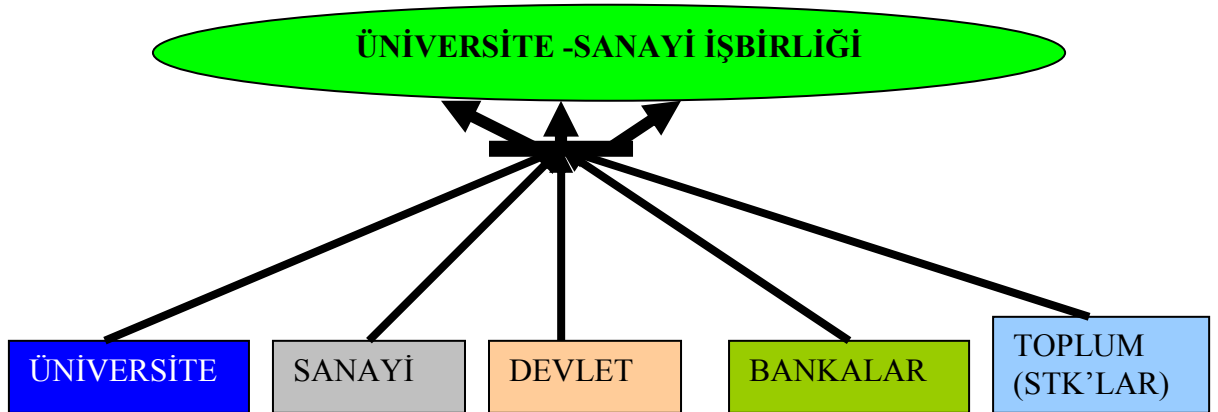 ÜNİVERSİTE -SANAYİ İŞBİRLİĞİ
ÜNİVERSİTE
SANAYİ
DEVLET
BANKALAR
TOPLUM
(STK’LAR)